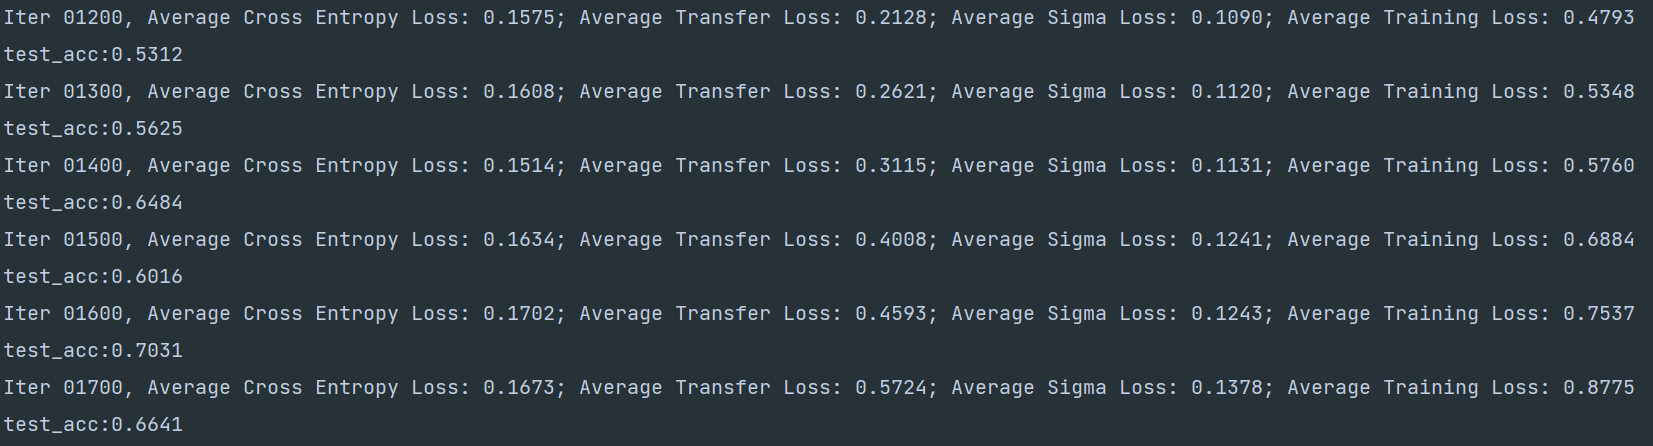 Iter 01200, Average Cross Entropy Loss: 0.1575; Average Transfer Loss: 0.2128; Average Sigma Loss: 0.1090; Average Training Loss: 0.4793
test_acc:0.5312
Iter 01300, Average Cross Entropy Loss: 0.1608; Average Transfer Loss: 0.2621; Average Sigma Loss: 0.1120; Average Training Loss: 0.5348
test_acc:0.5625
Iter 01400, Average Cross Entropy Loss: 0.1514; Average Transfer Loss: 0.3115; Average Sigma Loss: 0.1131; Average Training Loss: 0.5760
test_acc:0.6484
Iter 01500, Average Cross Entropy Loss: 0.1634; Average Transfer Loss: 0.4008; Average Sigma Loss: 0.1241; Average Training Loss: 0.6884
test_acc:0.6016
Iter 01600, Average Cross Entropy Loss: 0.1702; Average Transfer Loss: 0.4593; Average Sigma Loss: 0.1243; Average Training Loss: 0.7537
test_acc:0.7031
Iter 01700, Average Cross Entropy Loss: 0.1673; Average Transfer Loss: 0.5724; Average Sigma Loss: 0.1378; Average Training Loss: 0.8775
test_acc:0.6641